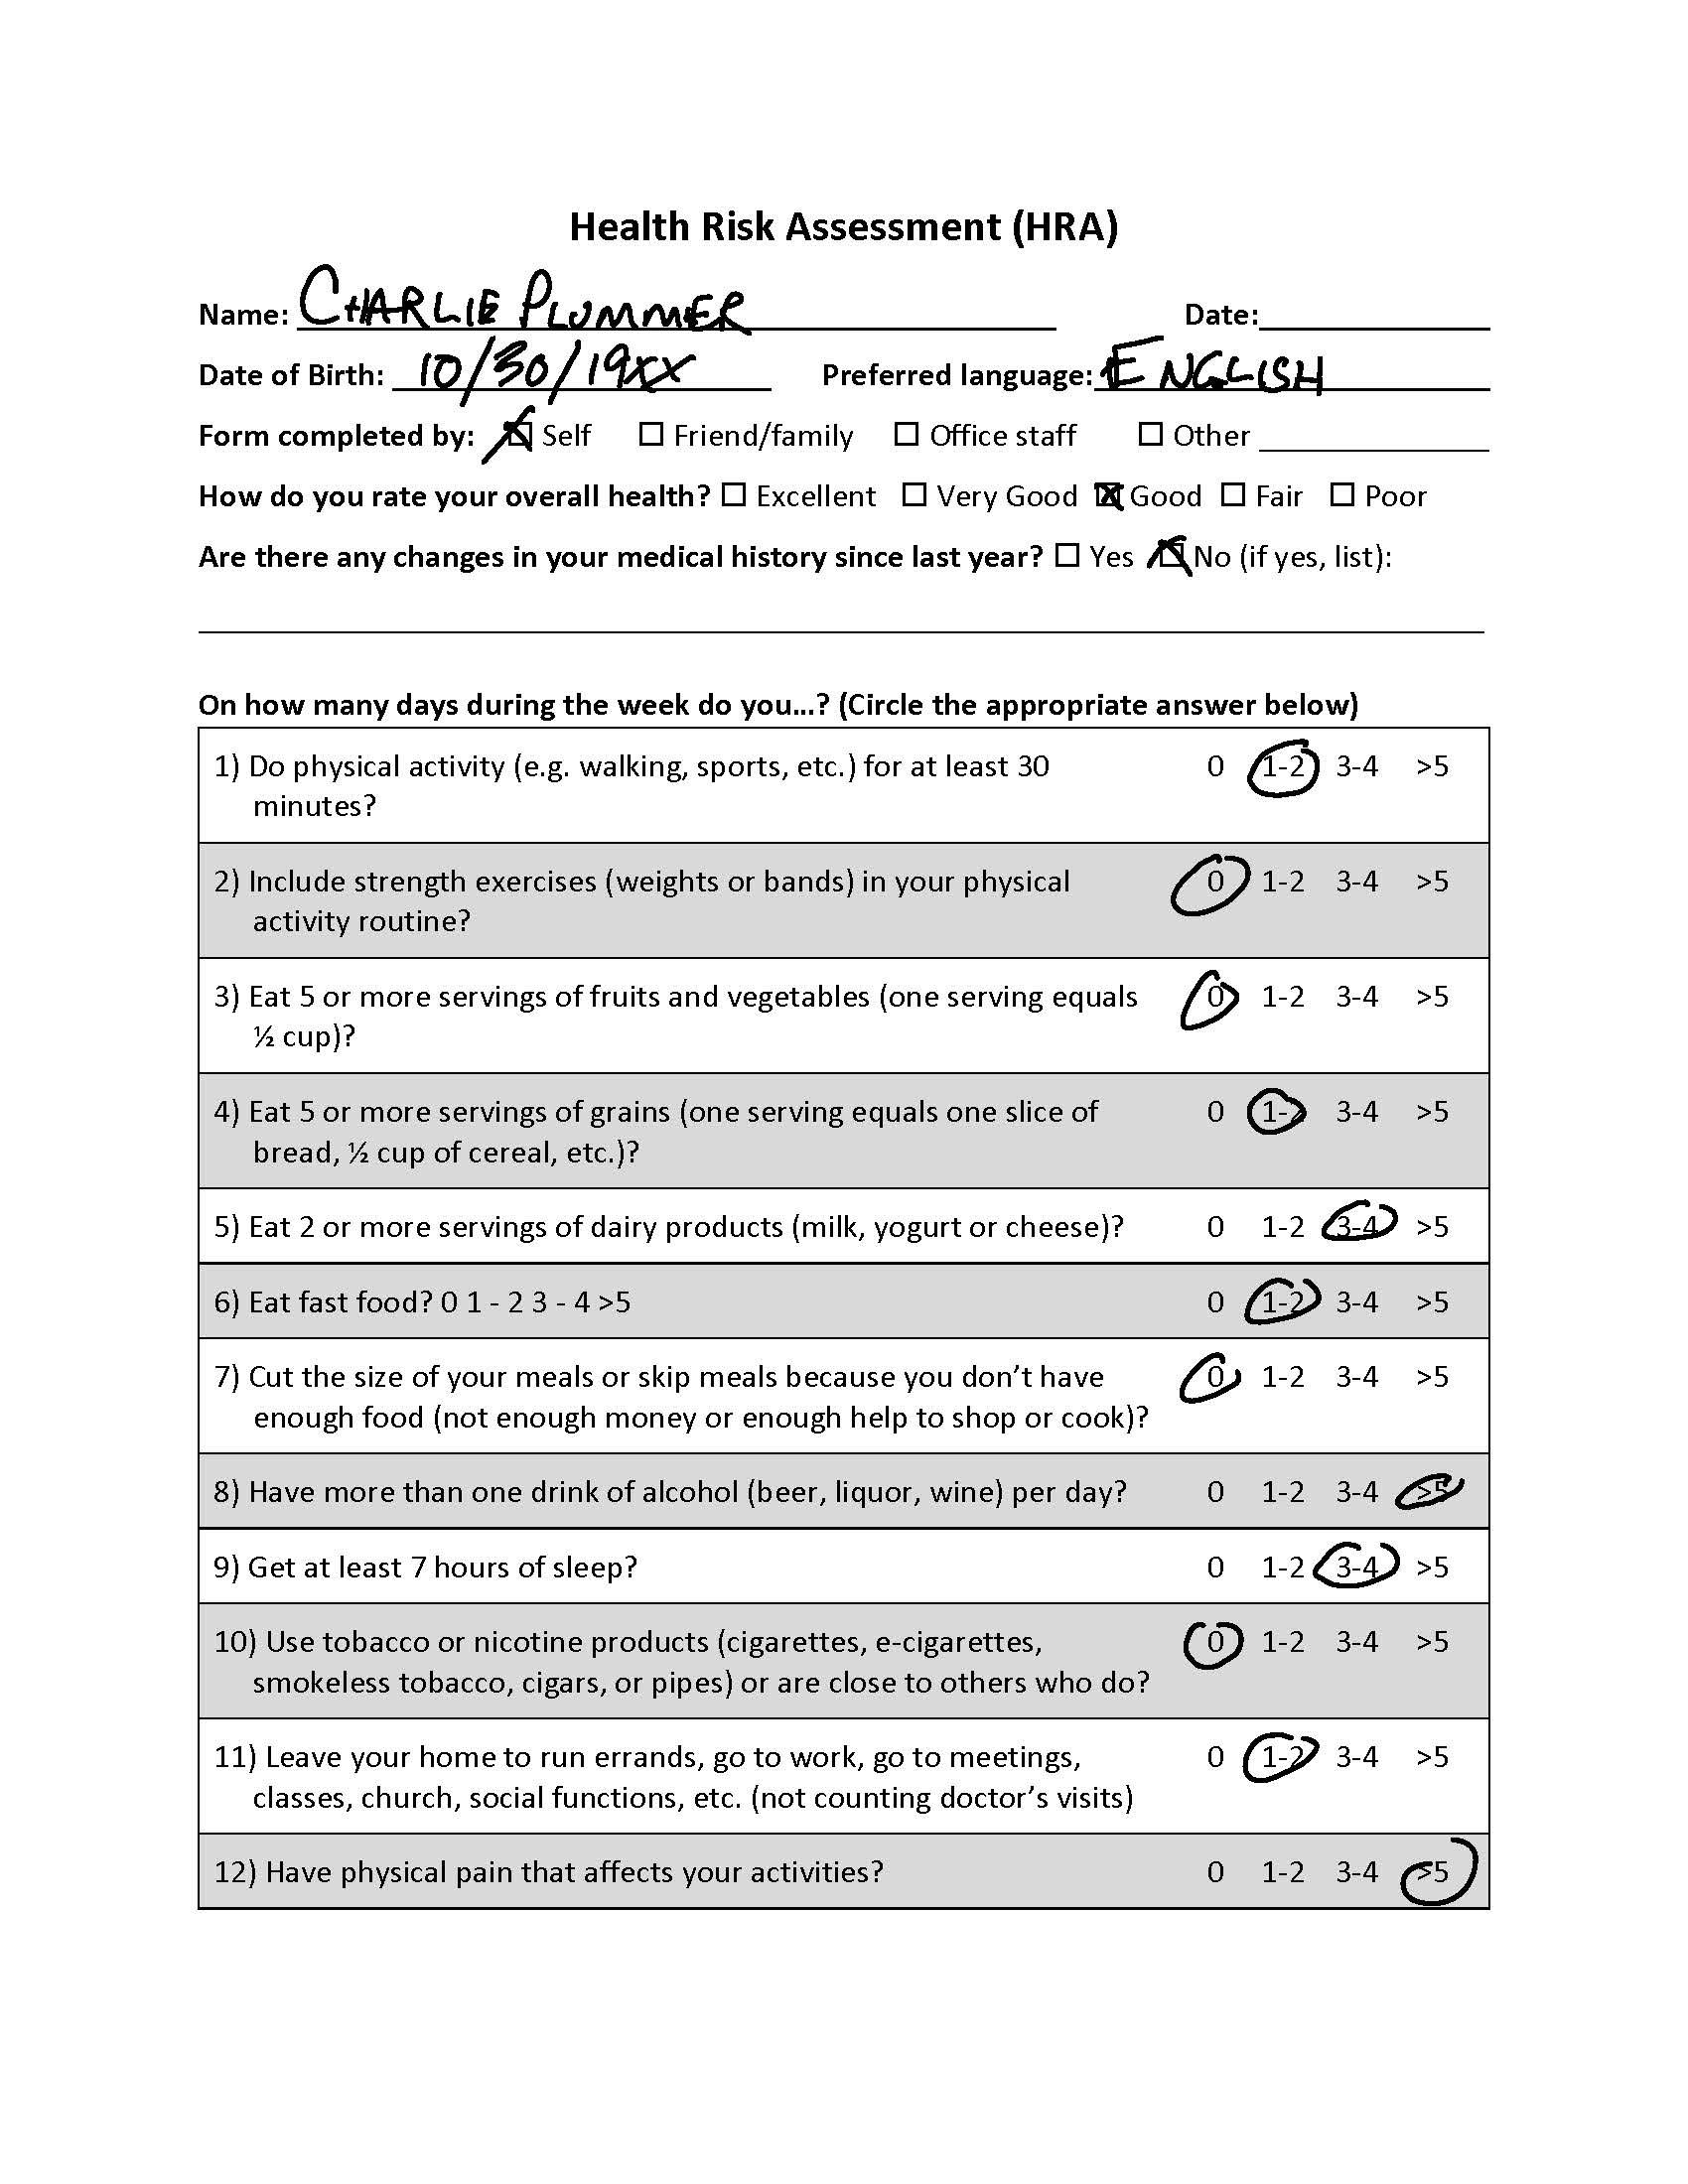 Health Risk Assessment (HRA)
Name: CHARLIE PLUMMER Date:
Date of Birth: 10/30/19XX Preferred language: ENGLISH
Form completed by: ☒ Self ☐ Friend/family ☐ Office staff ☐ Other
How do you rate your overall health? ☐ Excellent ☐ Very Good ☒ Good ☐ Fair ☐ Poor
Are there any changes in your medical history since last year? ☐ Yes ☒ No (if yes, list):
On how many days during the week do you...? (Circle the appropriate answer below)
1) Do physical activity (e.g. walking, sports, etc.) for at least 30 0 1-2 3-4 >5
minutes?
2) Include strength exercises (weights or bands) in your physical 0 1-2 3-4 >5
activity routine?
3) Eat 5 or more servings of fruits and vegetables (one serving equals 0 1-2 3-4 >5
½ cup)?
4) Eat 5 or more servings of grains (one serving equals one slice of 0 1-2 3-4 >5
bread, ½ cup of cereal, etc.)?
5) Eat 2 or more servings of dairy products (milk, yogurt or cheese)? 0 1-2 3-4 >5
6) Eat fast food? 0 1 - 2 3 - 4 >5 0 1-2 3-4 >5
7) Cut the size of your meals or skip meals because you don’t have 0 1-2 3-4 >5
enough food (not enough money or enough help to shop or cook)?
8) Have more than one drink of alcohol (beer, liquor, wine) per day? 0 1-2 3-4 >5
9) Get at least 7 hours of sleep? 0 1-2 3-4 >5
10) Use tobacco or nicotine products (cigarettes, e-cigarettes, 0 1-2 3-4 >5
smokeless tobacco, cigars, or pipes) or are close to others who do?
11) Leave your home to run errands, go to work, go to meetings, 0 1-2 3-4 >5
classes, church, social functions, etc. (not counting doctor’s visits)
12) Have physical pain that affects your activities? 0 1-2 3-4 >5